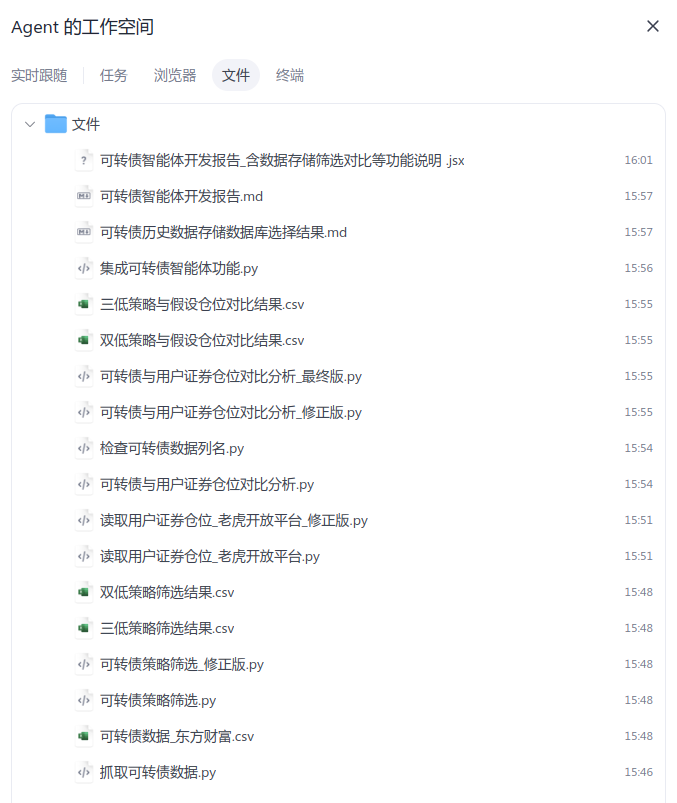 Agent 的工作空间
实时跟随 任务 浏览器 文件 终端
文件
可转债智能体开发报告_含数据存储筛选对比等功能说明 .jsx 16:01
可转债智能体开发报告.md 15:57
可转债历史数据存储数据库选择结果.md 15:57
集成可转债智能体功能.py 15:56
三低策略与假设仓位对比结果.csv 15:55
双低策略与假设仓位对比结果.csv 15:55
可转债与用户证券仓位对比分析_最终版.py 15:55
可转债与用户证券仓位对比分析_修正版.py 15:55
检查可转债数据列名.py 15:54
可转债与用户证券仓位对比分析.py 15:54
读取用户证券仓位_老虎开放平台_修正版.py 15:51
读取用户证券仓位_老虎开放平台.py 15:51
双低策略筛选结果.csv 15:48
三低策略筛选结果.csv 15:48
可转债策略筛选_修正版.py 15:48
可转债策略筛选.py 15:48
可转债数据_东方财富.csv 15:48
抓取可转债数据.py 15:46